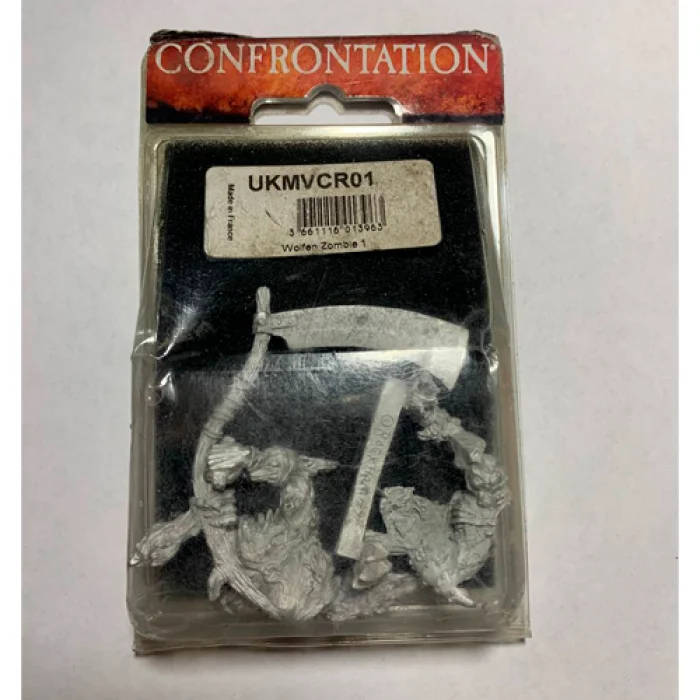 CONFRONTATION®
UKMVCR01
Made in France
3 661116 013963
Wolfen Zombie 1